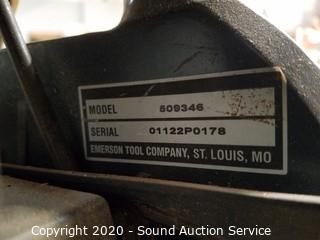 MODEL 509346
SERIAL 01122P0178
EMERSON TOOL COMPANY, ST. LOUIS, MO
Copyright © 2020 - Sound Auction Service